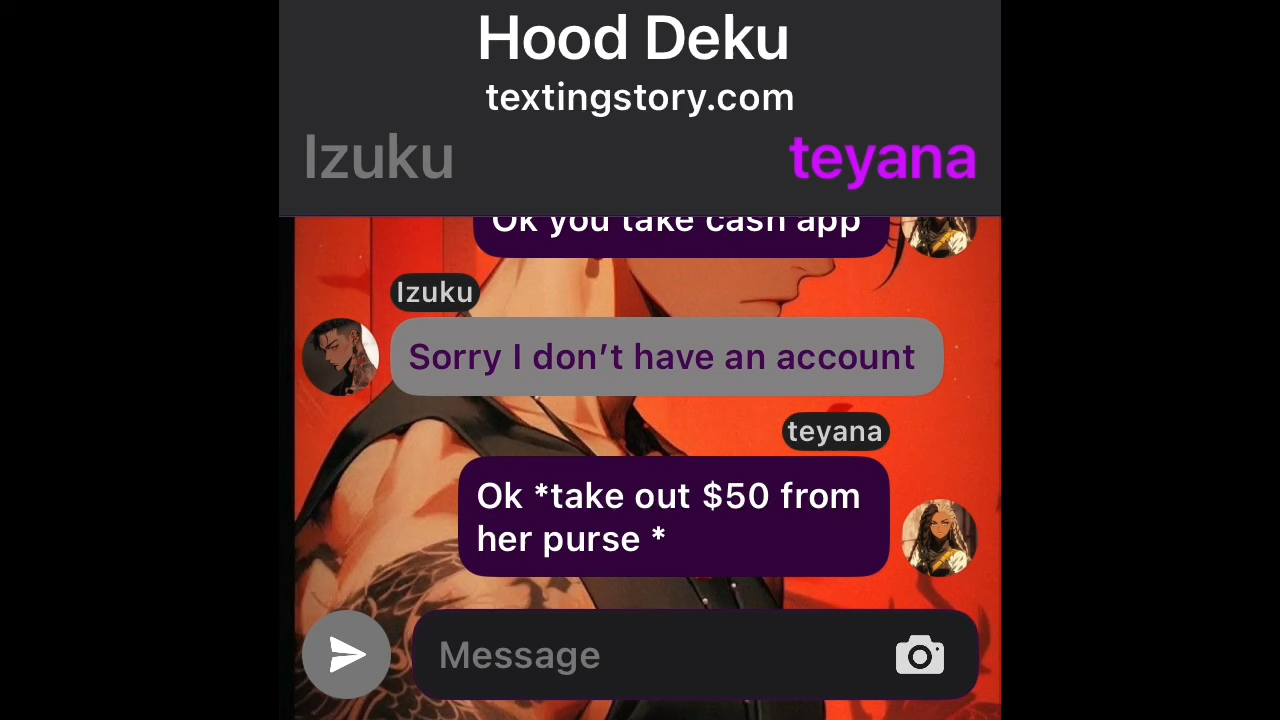 Hood Deku
textingstory.com
Izuku
teyana
Ok you take cash app
Izuku
Sorry I don’t have an account
teyana
Ok *take out $50 from
her purse *
Message